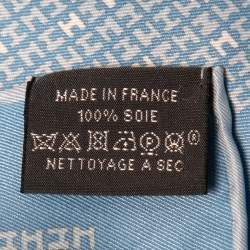 MADE IN FRANCE
100% SOIE
NETTOYAGE A SEC